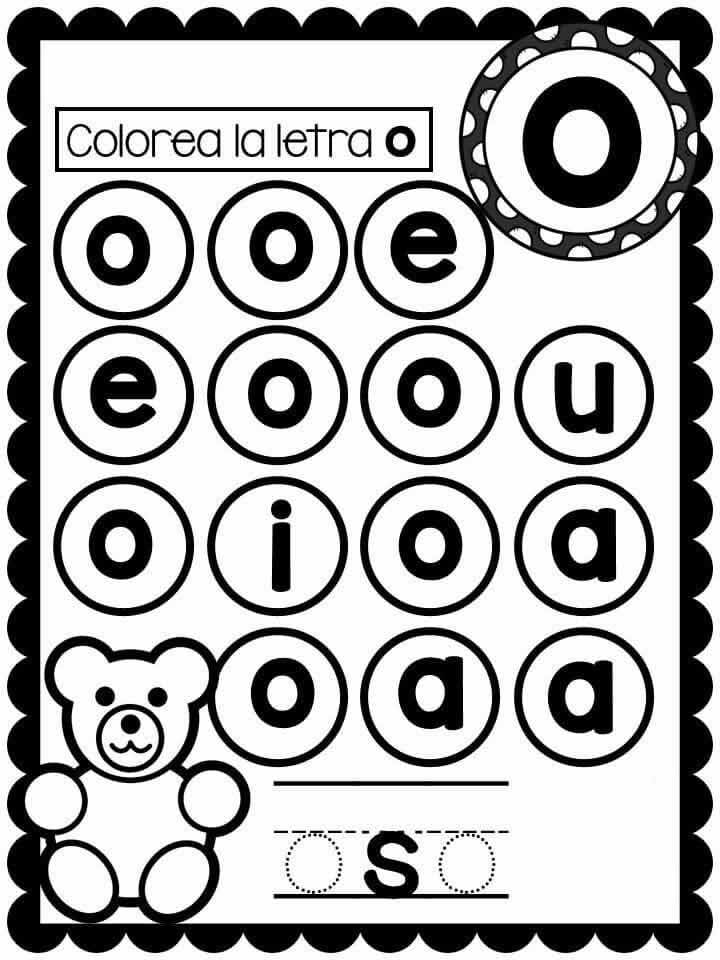 o
Colorea la letra o
o o e
e o o u
o i o a
o a a
o s o